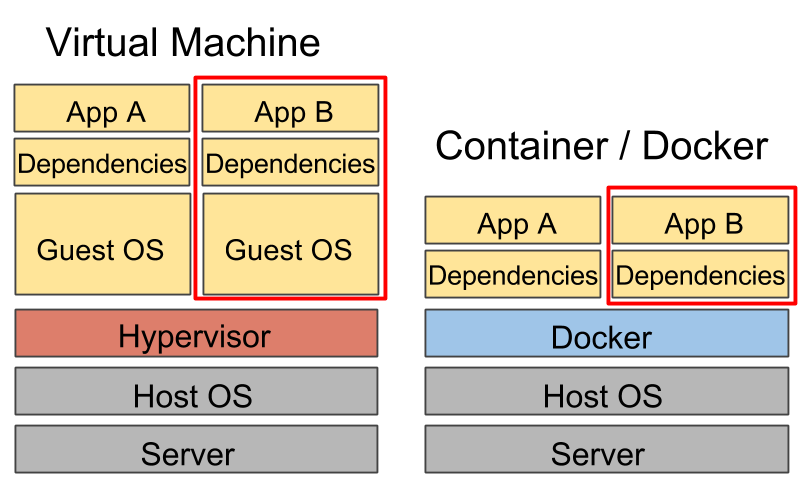 Virtual Machine
App A
App B
Dependencies
Dependencies
Guest OS
Guest OS
Hypervisor
Host OS
Server
Container / Docker
App A
App B
Dependencies
Dependencies
Docker
Host OS
Server